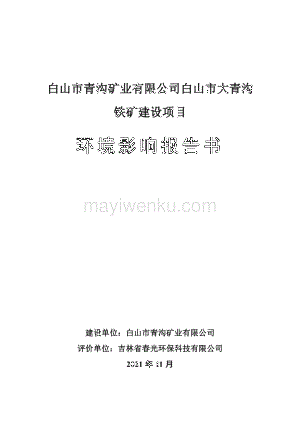 白山市青沟矿业有限公司白山市大青沟
铁矿建设项目
环境影响报告书
mayiwenku.com
建设单位：白山市青沟矿业有限公司
评价单位：吉林省春光环保科技有限公司
2021 年 11 月